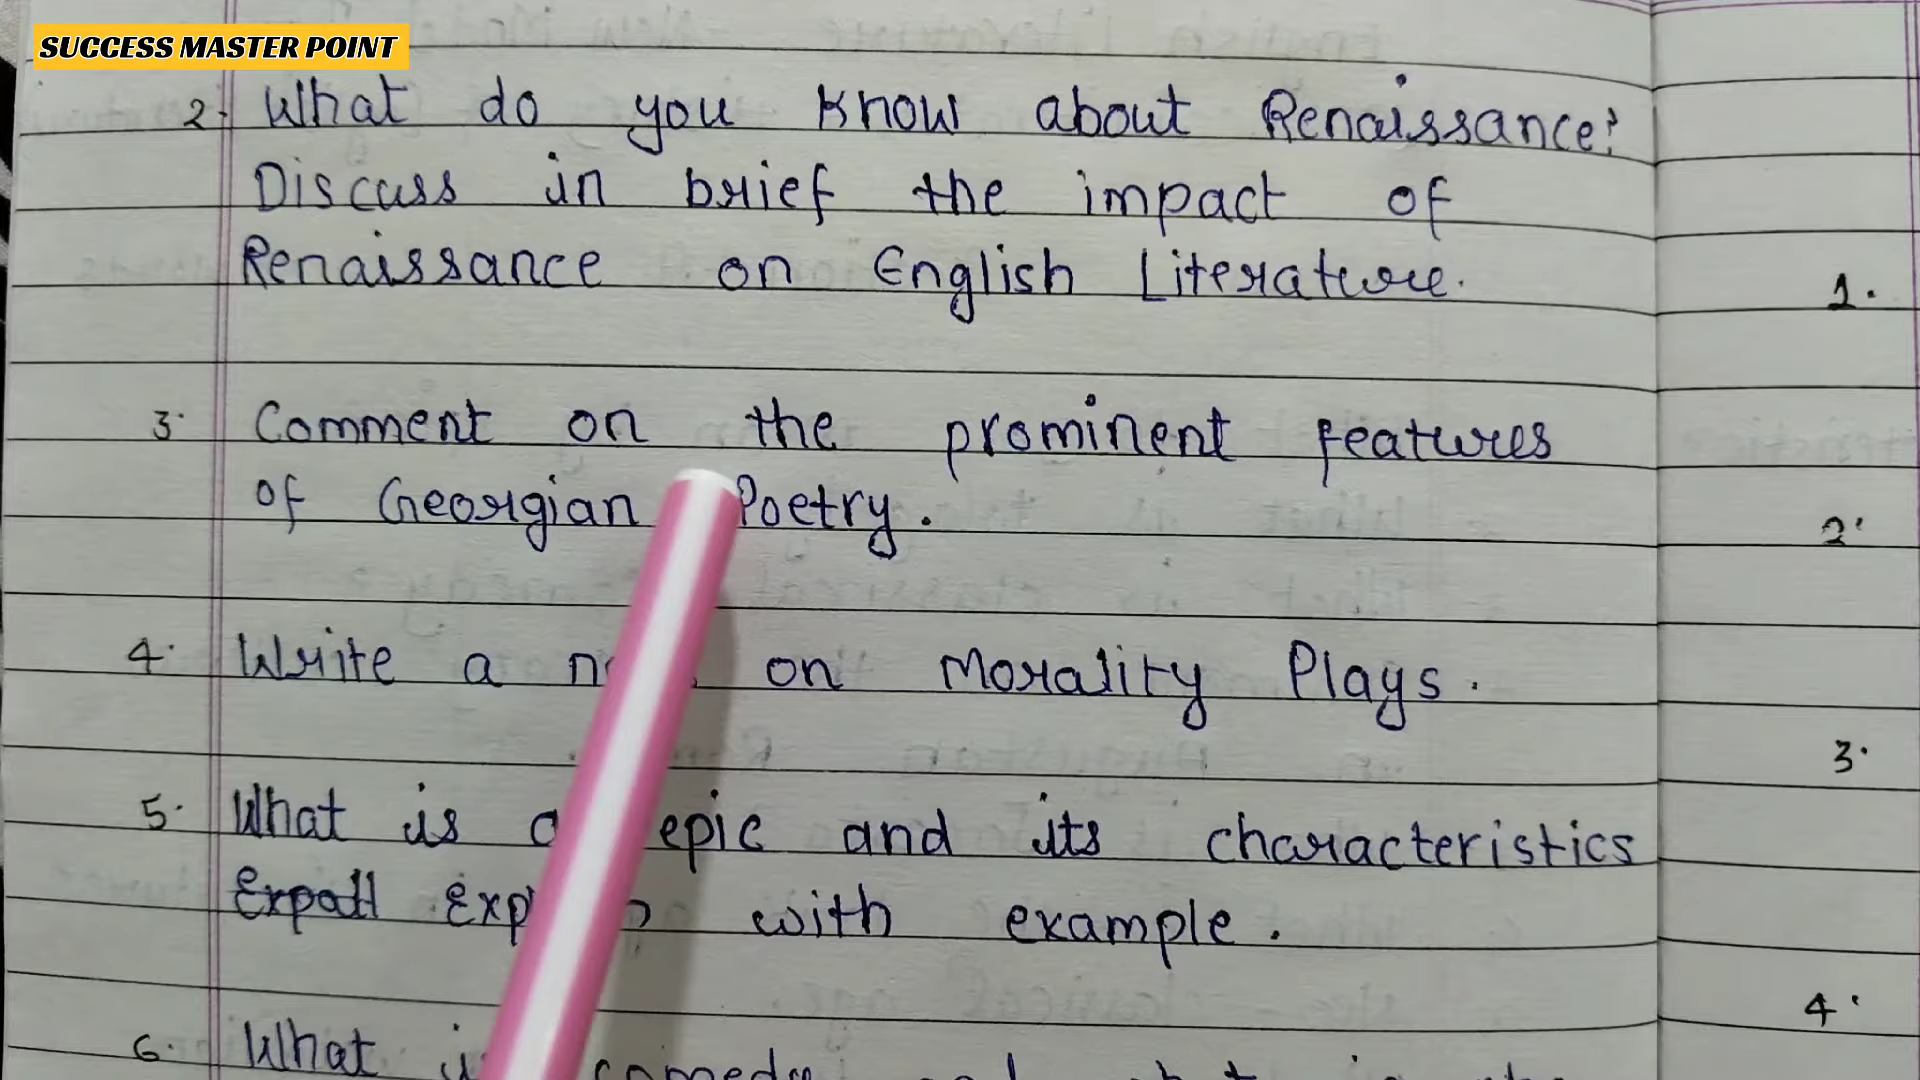 SUCCESS MASTER POINT
2. What do you know about Renaissance?
Discuss in brief the impact of
Renaissance on English Literature.
1.
3. Comment on the prominent features
of Georgian Poetry.
2.
4. Write a on Morality Plays.
3.
5. What is epic and its characteristics
with example.
4.
6. What